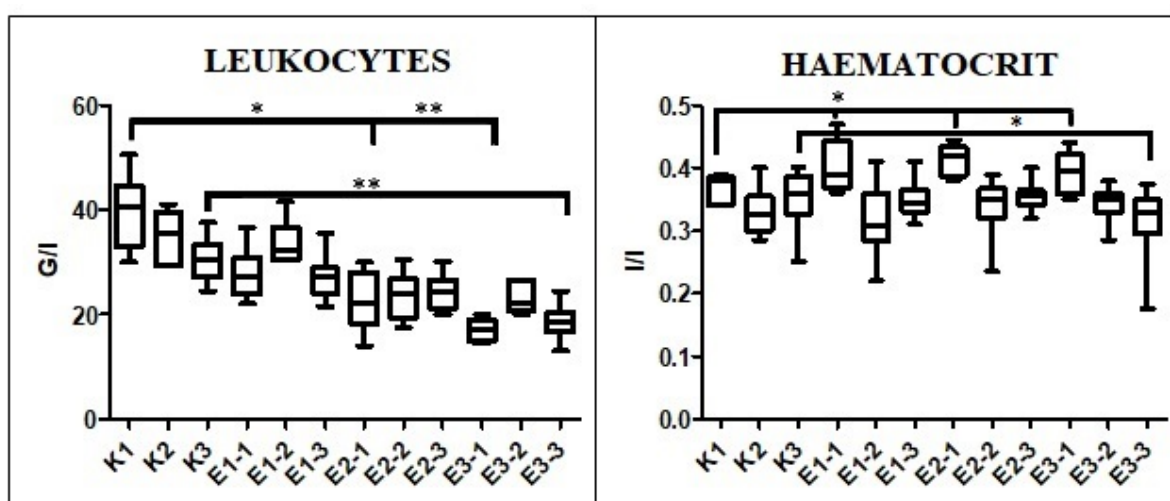 LEUKOCYTES
60
40
20
0
G/l
*
**
**
K1
K2
K3
E1-1
E1-2
E1-3
E2-1
E2-2
E2-3
E3-1
E3-2
E3-3
HAEMATOCRIT
0.5
0.4
0.3
0.2
0.1
0.0
l/l
*
*
K1
K2
K3
E1-1
E1-2
E1-3
E2-1
E2-2
E2-3
E3-1
E3-2
E3-3